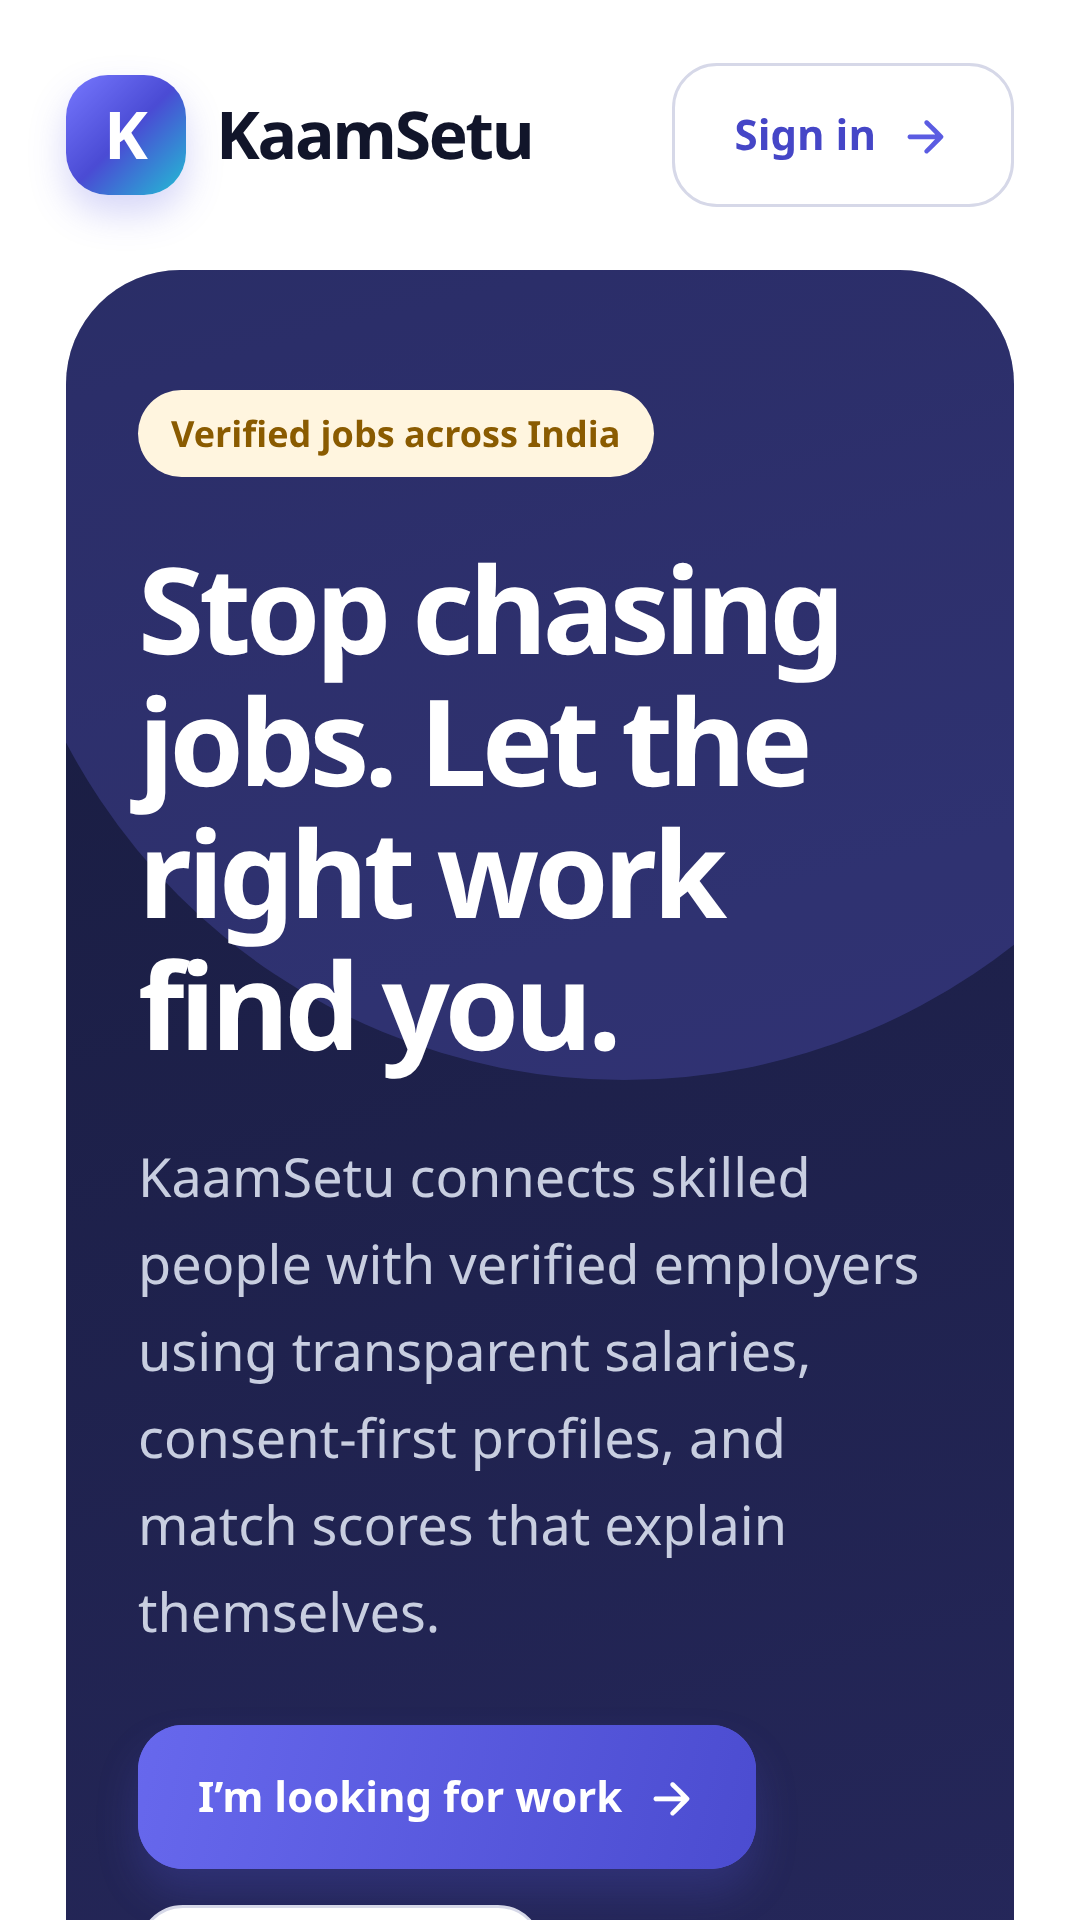 K
KaamSetu
Sign in →
Verified jobs across India
Stop chasing
jobs. Let the
right work
find you.
KaamSetu connects skilled
people with verified employers
using transparent salaries,
consent-first profiles, and
match scores that explain
themselves.
I’m looking for work →